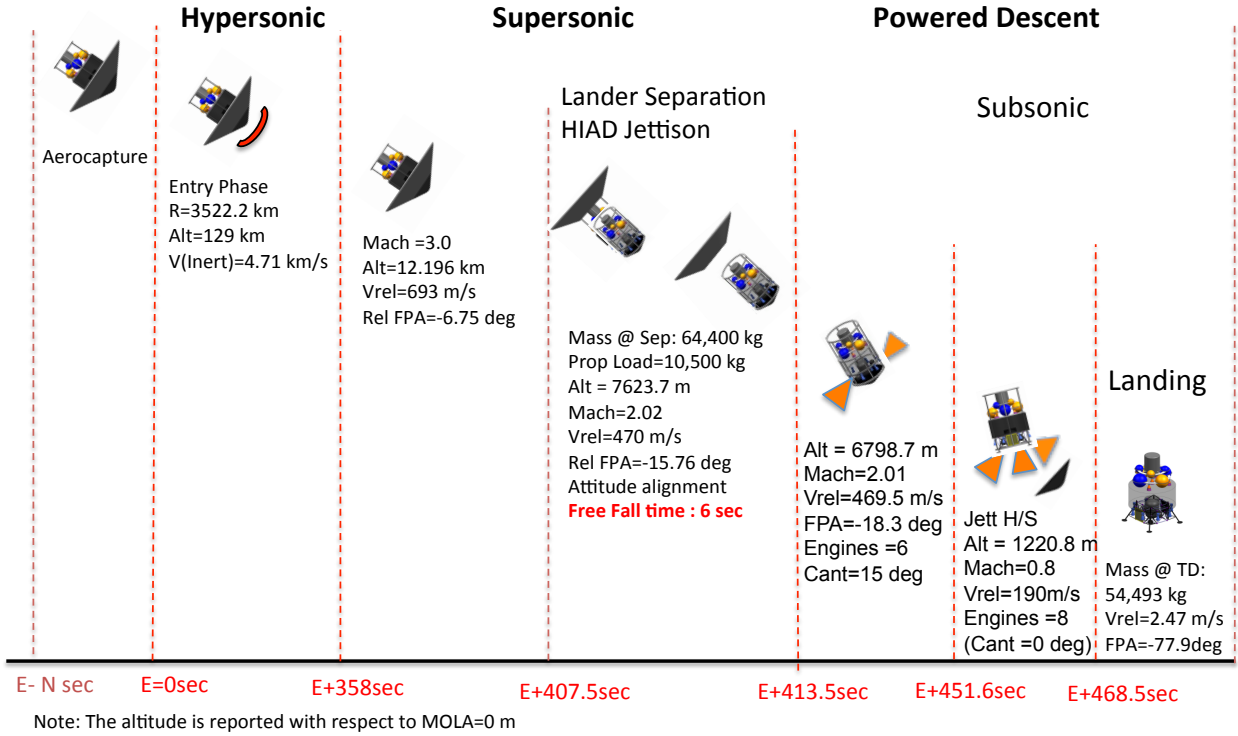 Hypersonic
Supersonic
Powered Descent
Aerocapture
Entry Phase
R=3522.2 km
Alt=129 km
V(Inert)=4.71 km/s
Mach =3.0
Alt=12.196 km
Vrel=693 m/s
Rel FPA=-6.75 deg
Lander Separation
HIAD Jettison
Mass @ Sep: 64,400 kg
Prop Load=10,500 kg
Alt = 7623.7 m
Mach=2.02
Vrel=470 m/s
Rel FPA=-15.76 deg
Attitude alignment
Free Fall time : 6 sec
Subsonic
Alt = 6798.7 m
Mach=2.01
Vrel=469.5 m/s
FPA=-18.3 deg
Engines =6
Cant=15 deg
Jett H/S
Alt = 1220.8 m
Mach=0.8
Vrel=190m/s
Engines =8
(Cant =0 deg)
Landing
Mass @ TD:
54,493 kg
Vrel=2.47 m/s
FPA=-77.9deg
E- N sec
E=0sec
E+358sec
E+407.5sec
E+413.5sec
E+451.6sec
E+468.5sec
Note: The altitude is reported with respect to MOLA=0 m